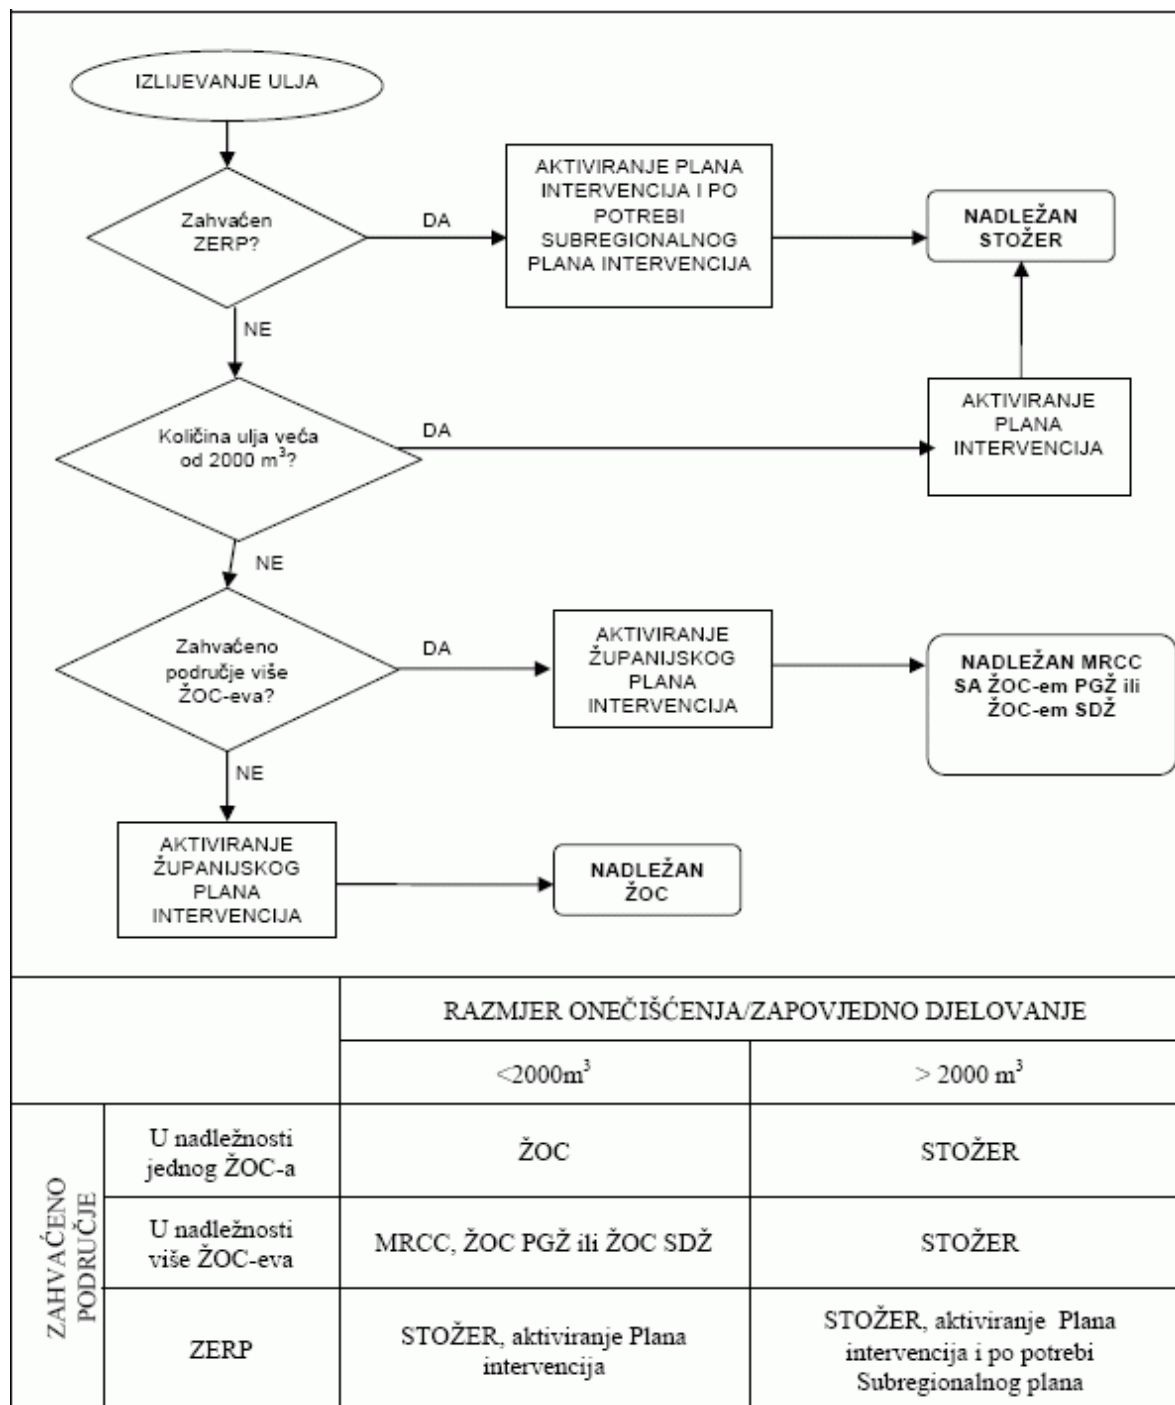 IZLIJEVANJE ULJA
Zahvaćen
ZERP?
DA
AKTIVIRANJE PLANA
INTERVENCIJA I PO
POTREBI
SUBREGIONALNOG
PLANA INTERVENCIJA
NADLEŽAN
STOŽER
NE
Količina ulja veća
od 2000 m³?
DA
AKTIVIRANJE
PLANA
INTERVENCIJA
NE
Zahvaćeno
područje više
ŽOC-eva?
DA
AKTIVIRANJE
ŽUPANIJSKOG
PLANA
INTERVENCIJA
NADLEŽAN MRCC
SA ŽOC-em PGŽ ili
ŽOC-em SDŽ
NE
AKTIVIRANJE
ŽUPANIJSKOG
PLANA
INTERVENCIJA
NADLEŽAN
ŽOC
RAZMJER ONEČIŠĆENJA/ZAPOVJEDNO DJELOVANJE
<2000m³
> 2000 m³
ZAHVAĆENO
PODRUČJE
U nadležnosti
jednog ŽOC-a
ŽOC
STOŽER
U nadležnosti
više ŽOC-eva
MRCC, ŽOC PGŽ ili ŽOC SDŽ
STOŽER
ZERP
STOŽER, aktiviranje Plana
intervencija
STOŽER, aktiviranje Plana
intervencija i po potrebi
Subregionalnog plana